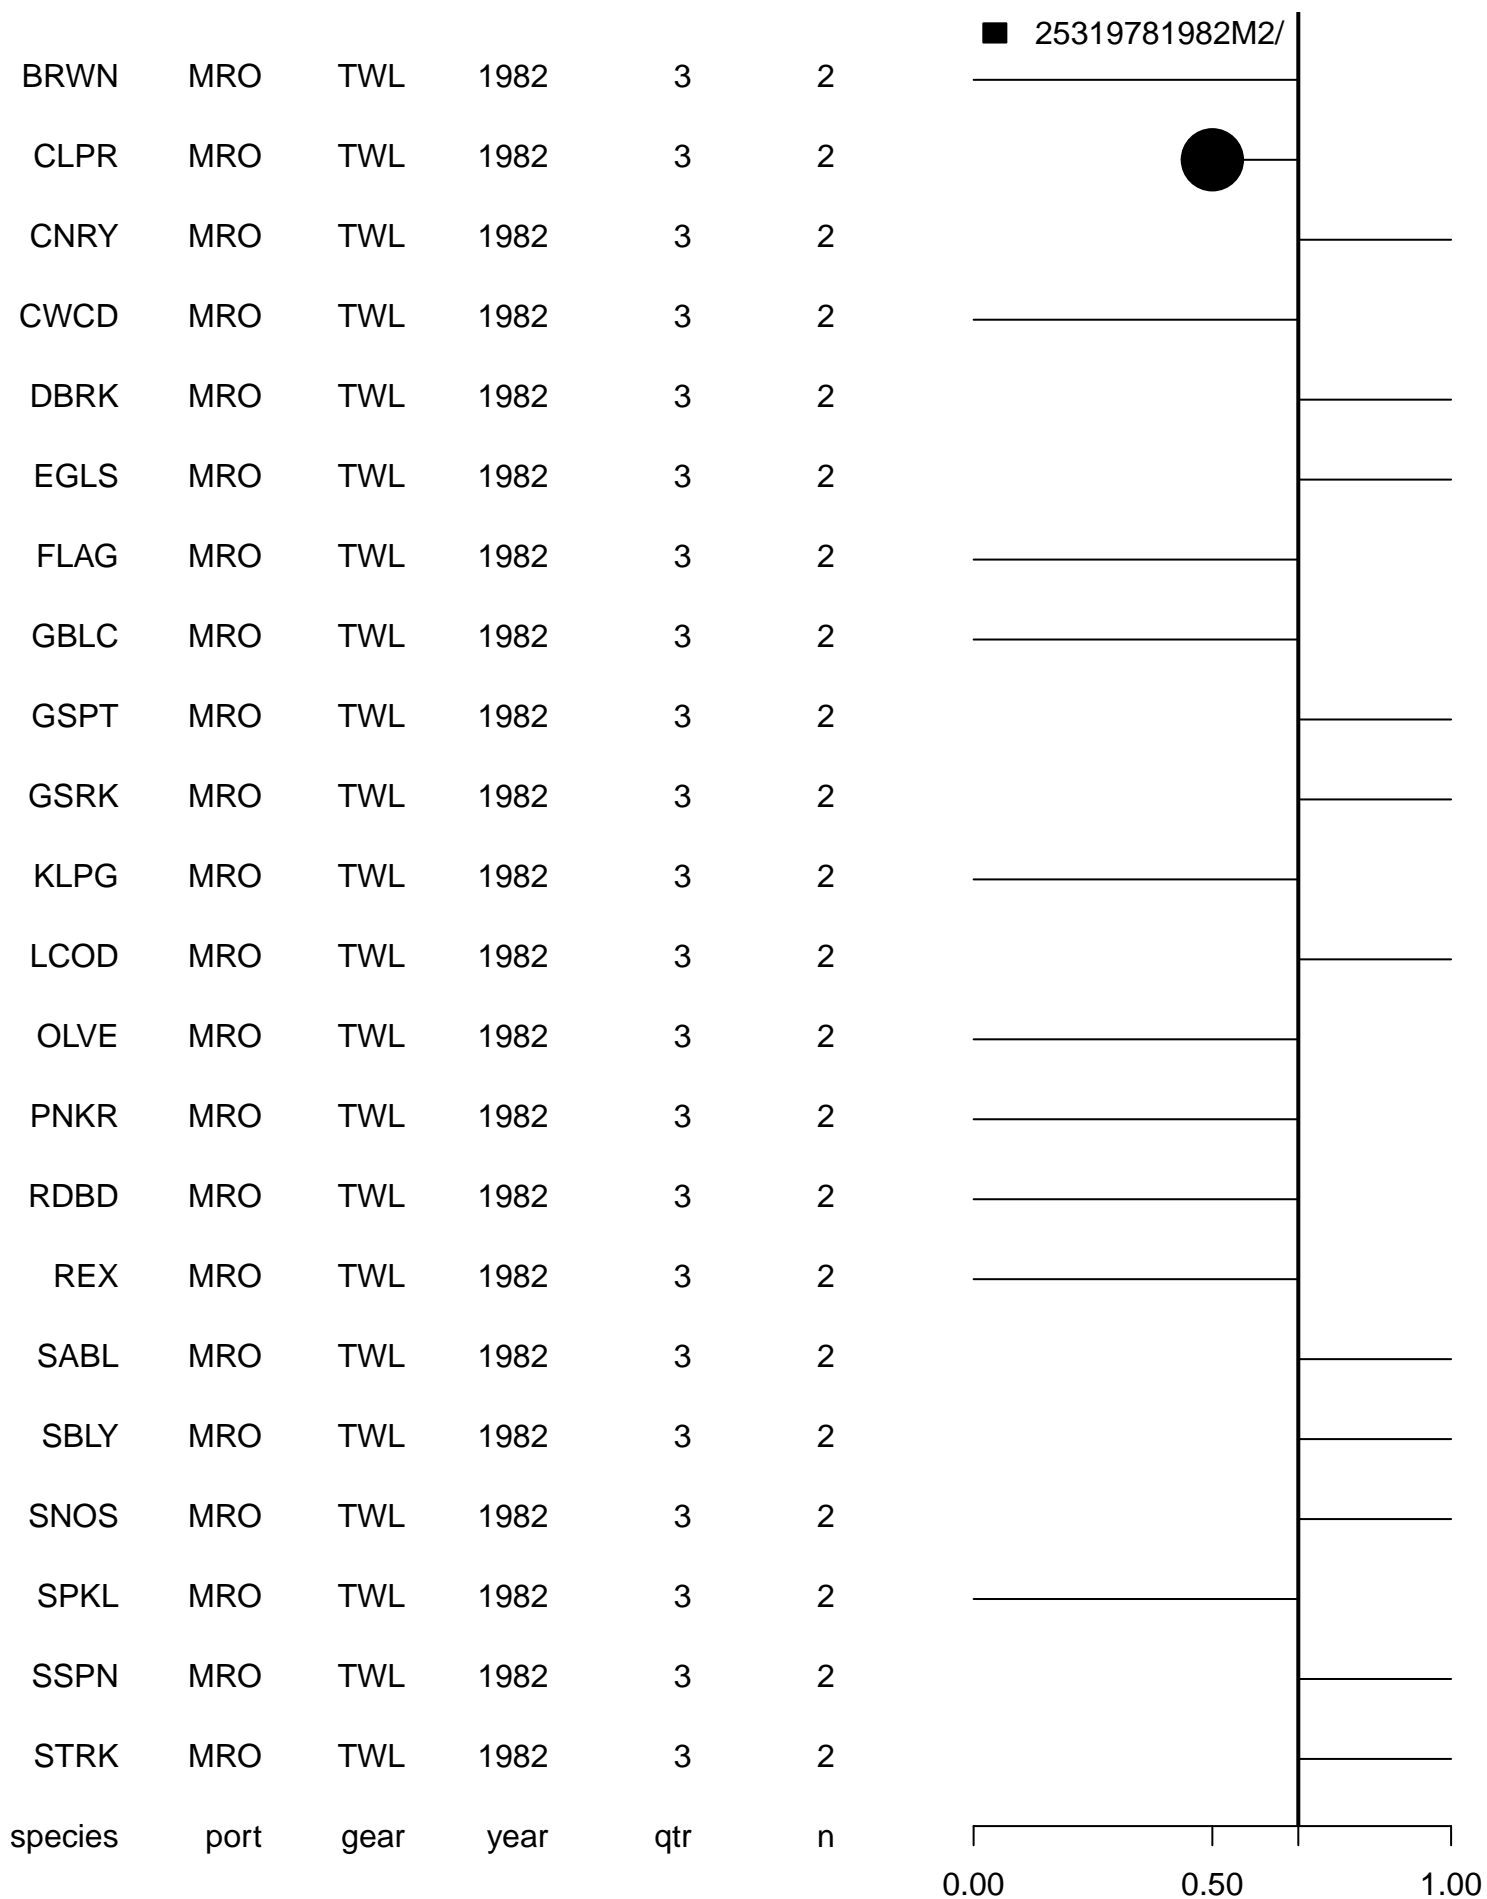 25319781982M2/
BRWN MRO TWL 1982 3 2
CLPR MRO TWL 1982 3 2
CNRY MRO TWL 1982 3 2
CWCD MRO TWL 1982 3 2
DBRK MRO TWL 1982 3 2
EGLS MRO TWL 1982 3 2
FLAG MRO TWL 1982 3 2
GBLC MRO TWL 1982 3 2
GSPT MRO TWL 1982 3 2
GSRK MRO TWL 1982 3 2
KLPG MRO TWL 1982 3 2
LCOD MRO TWL 1982 3 2
OLVE MRO TWL 1982 3 2
PNKR MRO TWL 1982 3 2
RDBD MRO TWL 1982 3 2
REX MRO TWL 1982 3 2
SABL MRO TWL 1982 3 2
SBLY MRO TWL 1982 3 2
SNOS MRO TWL 1982 3 2
SPKL MRO TWL 1982 3 2
SSPN MRO TWL 1982 3 2
STRK MRO TWL 1982 3 2
species port gear year qtr n
0.00 0.50 1.00